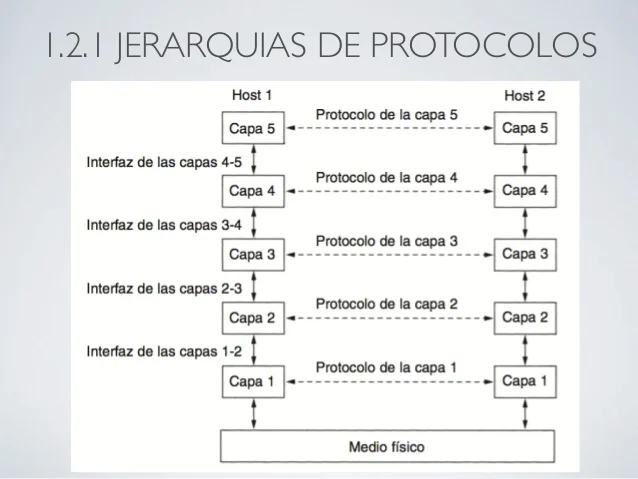 1.2.1 JERARQUIAS DE PROTOCOLOS
Host 1
Host 2
Capa 5
Protocolo de la capa 5
Capa 5
Interfaz de las capas 4-5
Capa 4
Protocolo de la capa 4
Capa 4
Interfaz de las capas 3-4
Capa 3
Protocolo de la capa 3
Capa 3
Interfaz de las capas 2-3
Capa 2
Protocolo de la capa 2
Capa 2
Interfaz de las capas 1-2
Capa 1
Protocolo de la capa 1
Capa 1
Medio físico